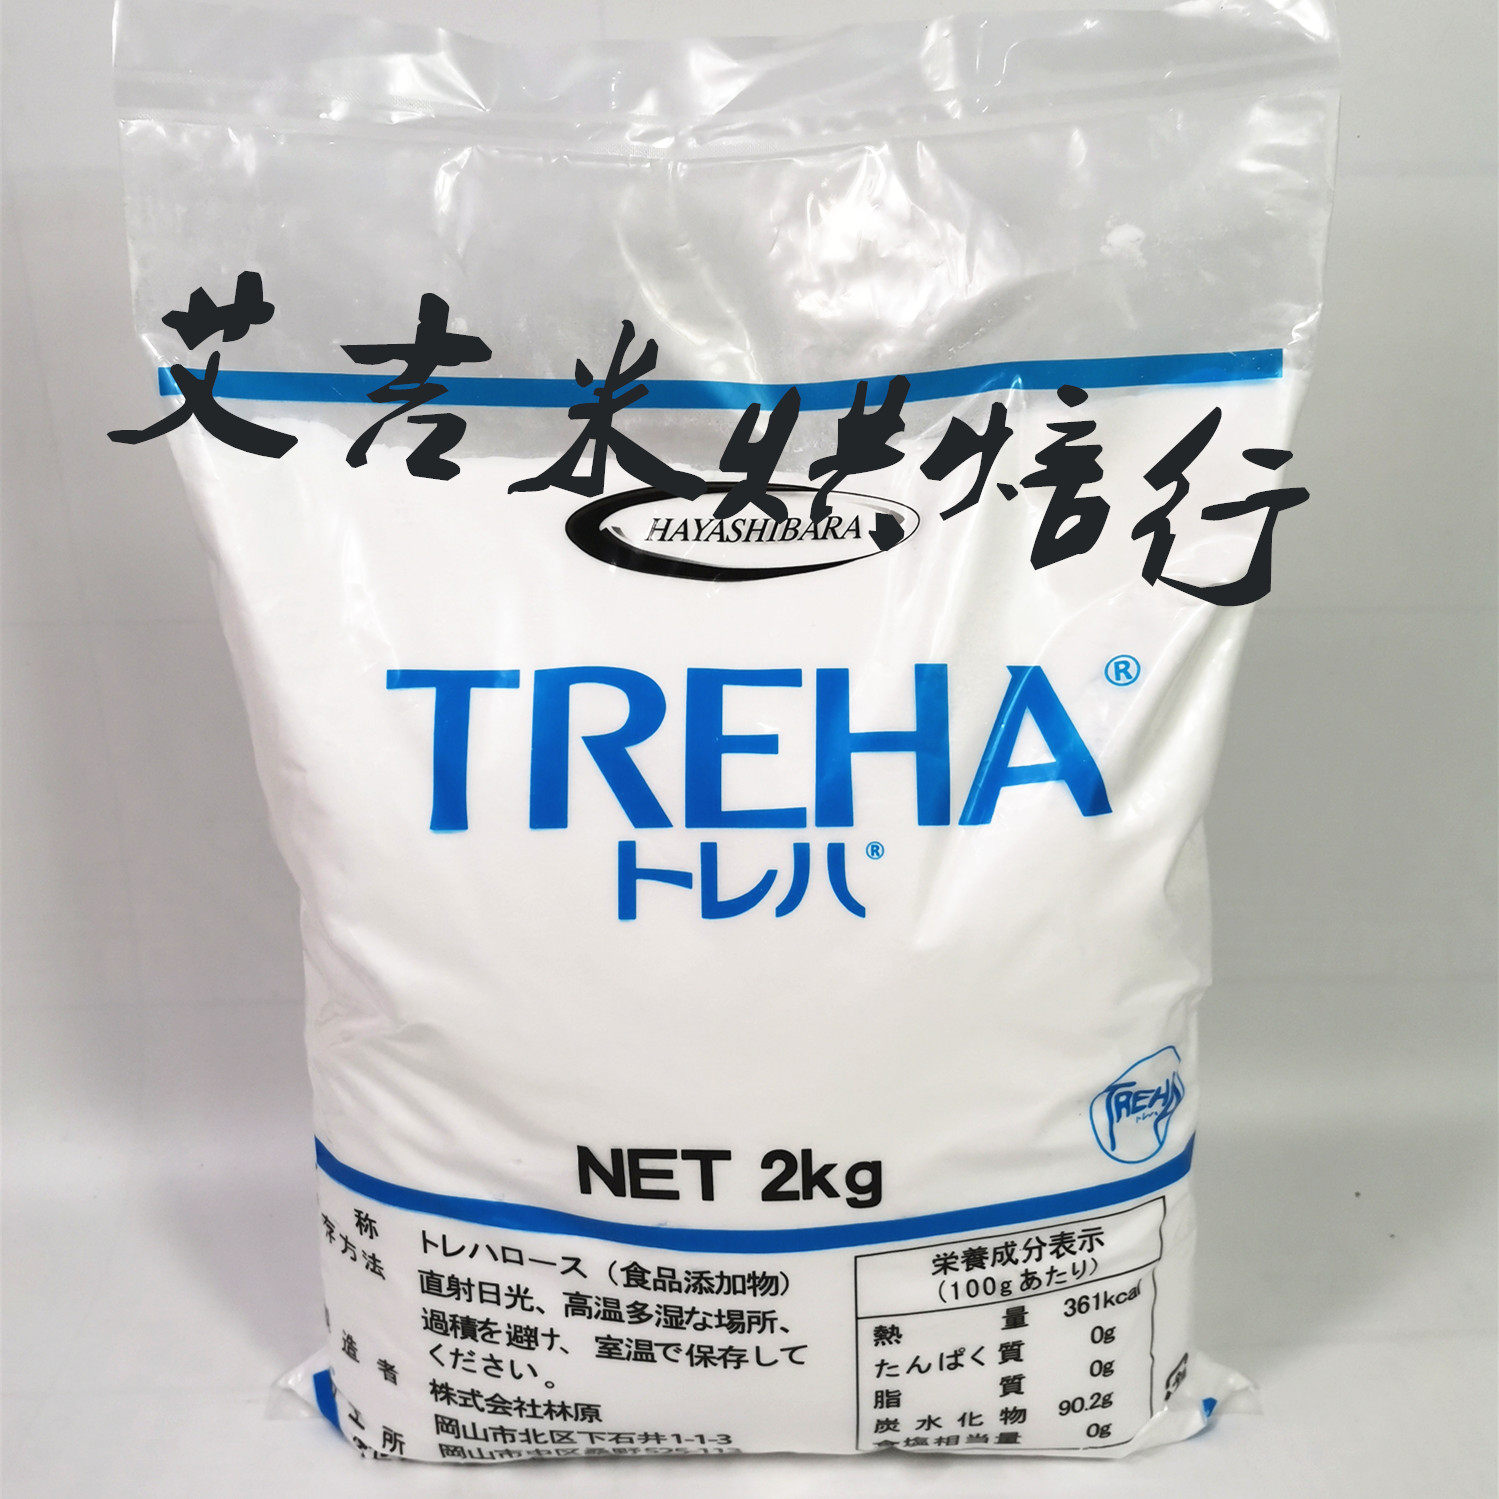 艾吉米烘焙行
HAYASHIBARA
TREHA®
トレハ®
TREHA
NET 2kg
称 トレハロース（食品添加物）
存方法 直射日光、高温多湿な場所、
過積を避け、室温で保存して
ください。
造者 株式会社林原
岡山市北区下石井1-1-3
工所 岡山市中区
栄養成分表示
(100gあたり)
熱量 361kcal
たんぱく質 0g
脂質 0g
炭水化物 90.2g
食塩相当量 0g